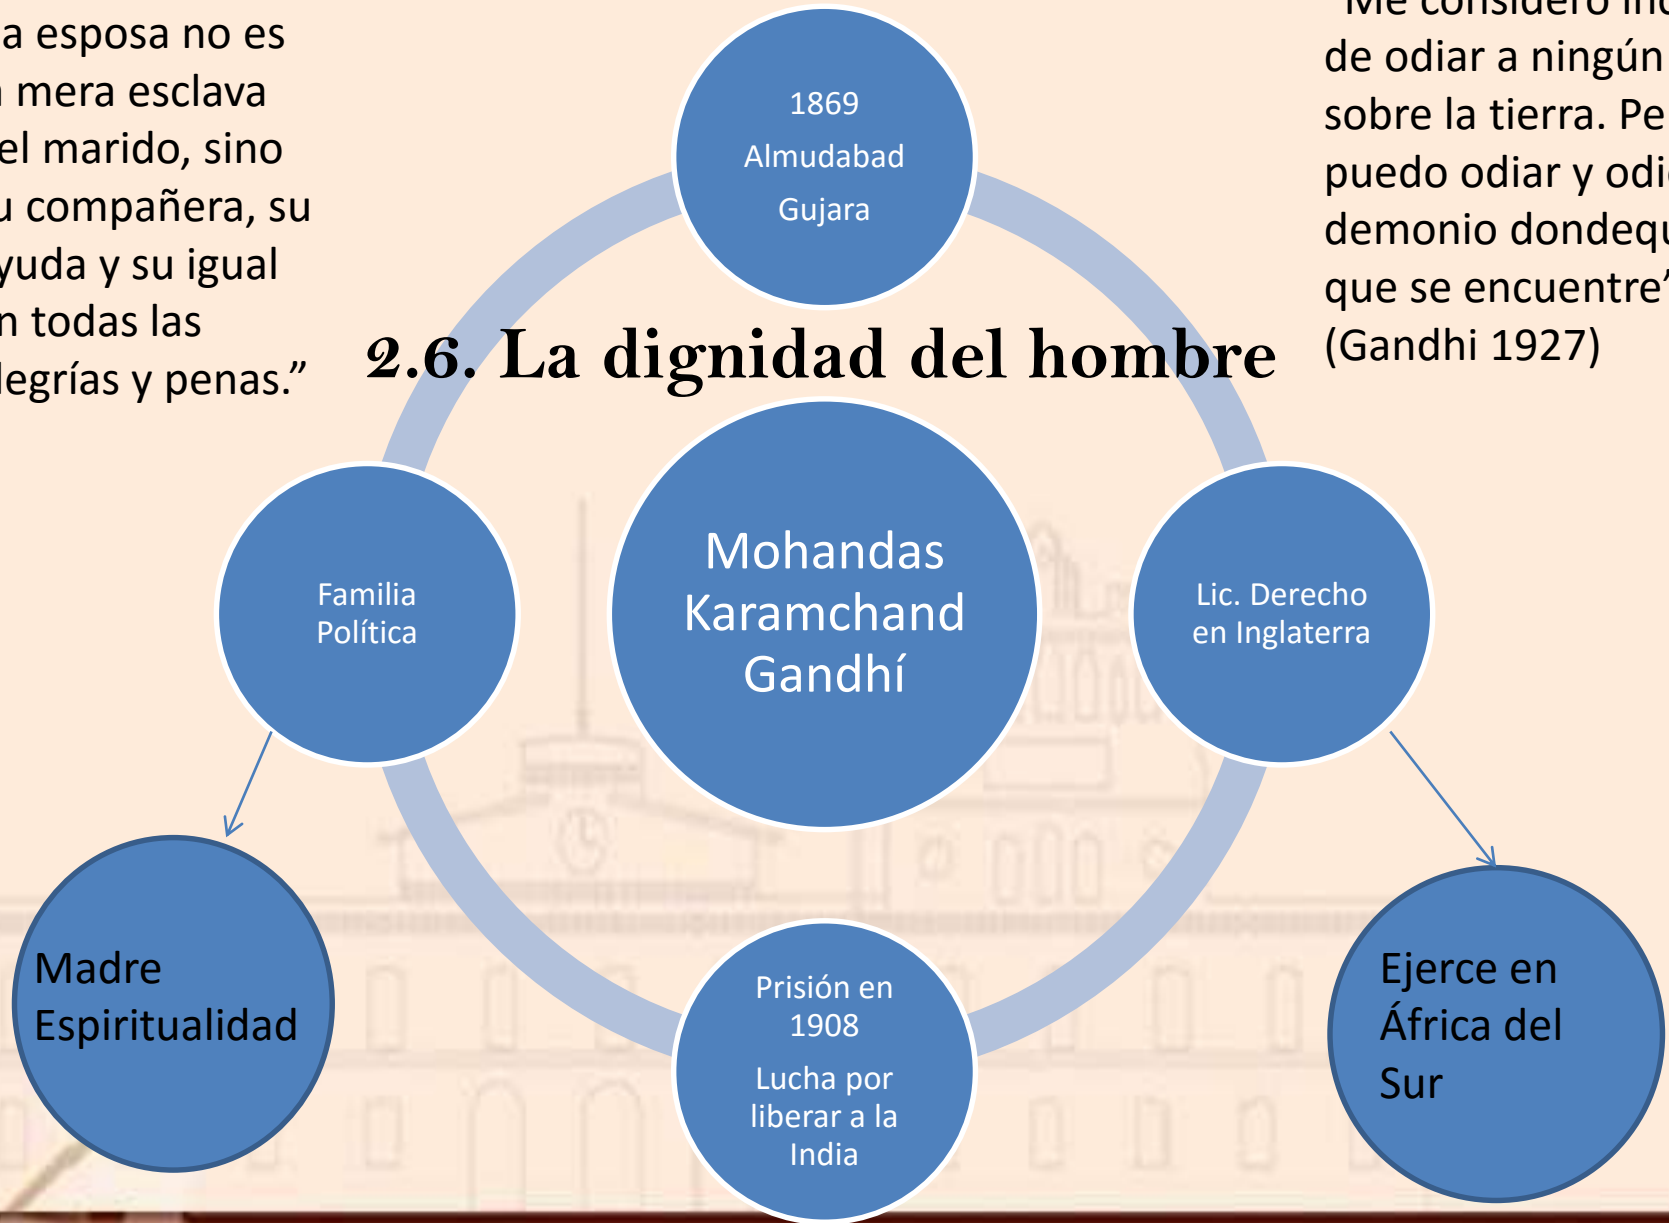 a esposa no es
mera esclava
el marido, sino
compañera, su
yuda y su igual
n todas las
legrías y penas.”
Me considero
de odiar a ningún
sobre la tierra.
puedo odiar y
demonio
que se encuentre”
(Gandhi 1927)
1869
Almudabad
Gujara
2.6. La dignidad del hombre
Familia
Política
Mohandas
Karamchand
Gandhí
Lic. Derecho
en Inglaterra
Madre
Espiritualidad
Prisión en
1908
Lucha por
liberar a la
India
Ejerce en
África del
Sur